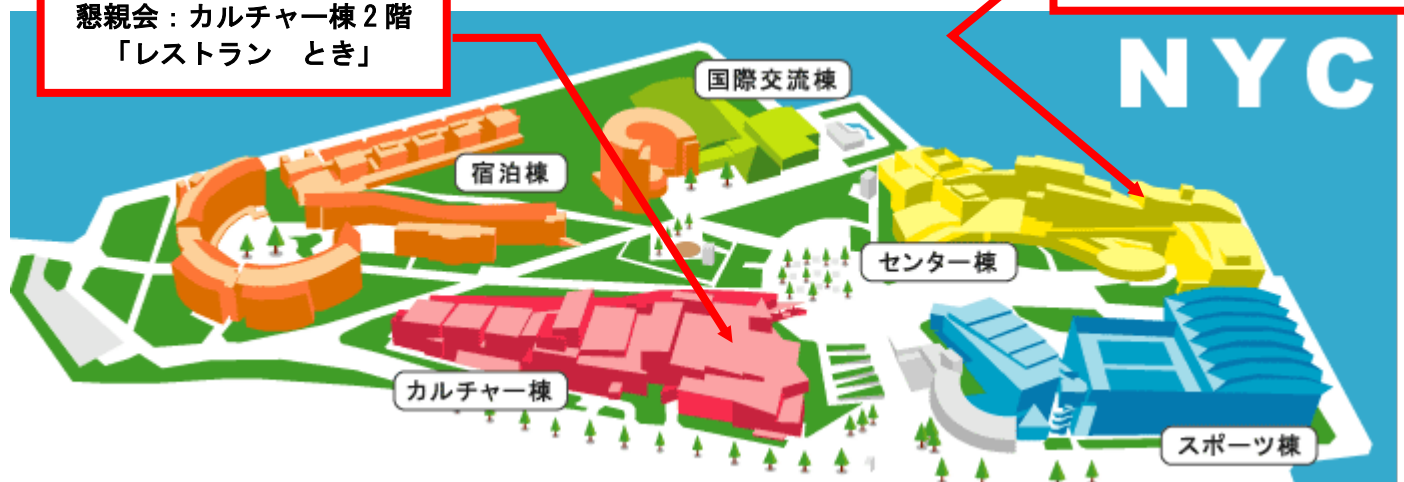 懇親会：カルチャー棟２階
「レストラン　とき」
NYC
国際交流棟
宿泊棟
センター棟
カルチャー棟
スポーツ棟